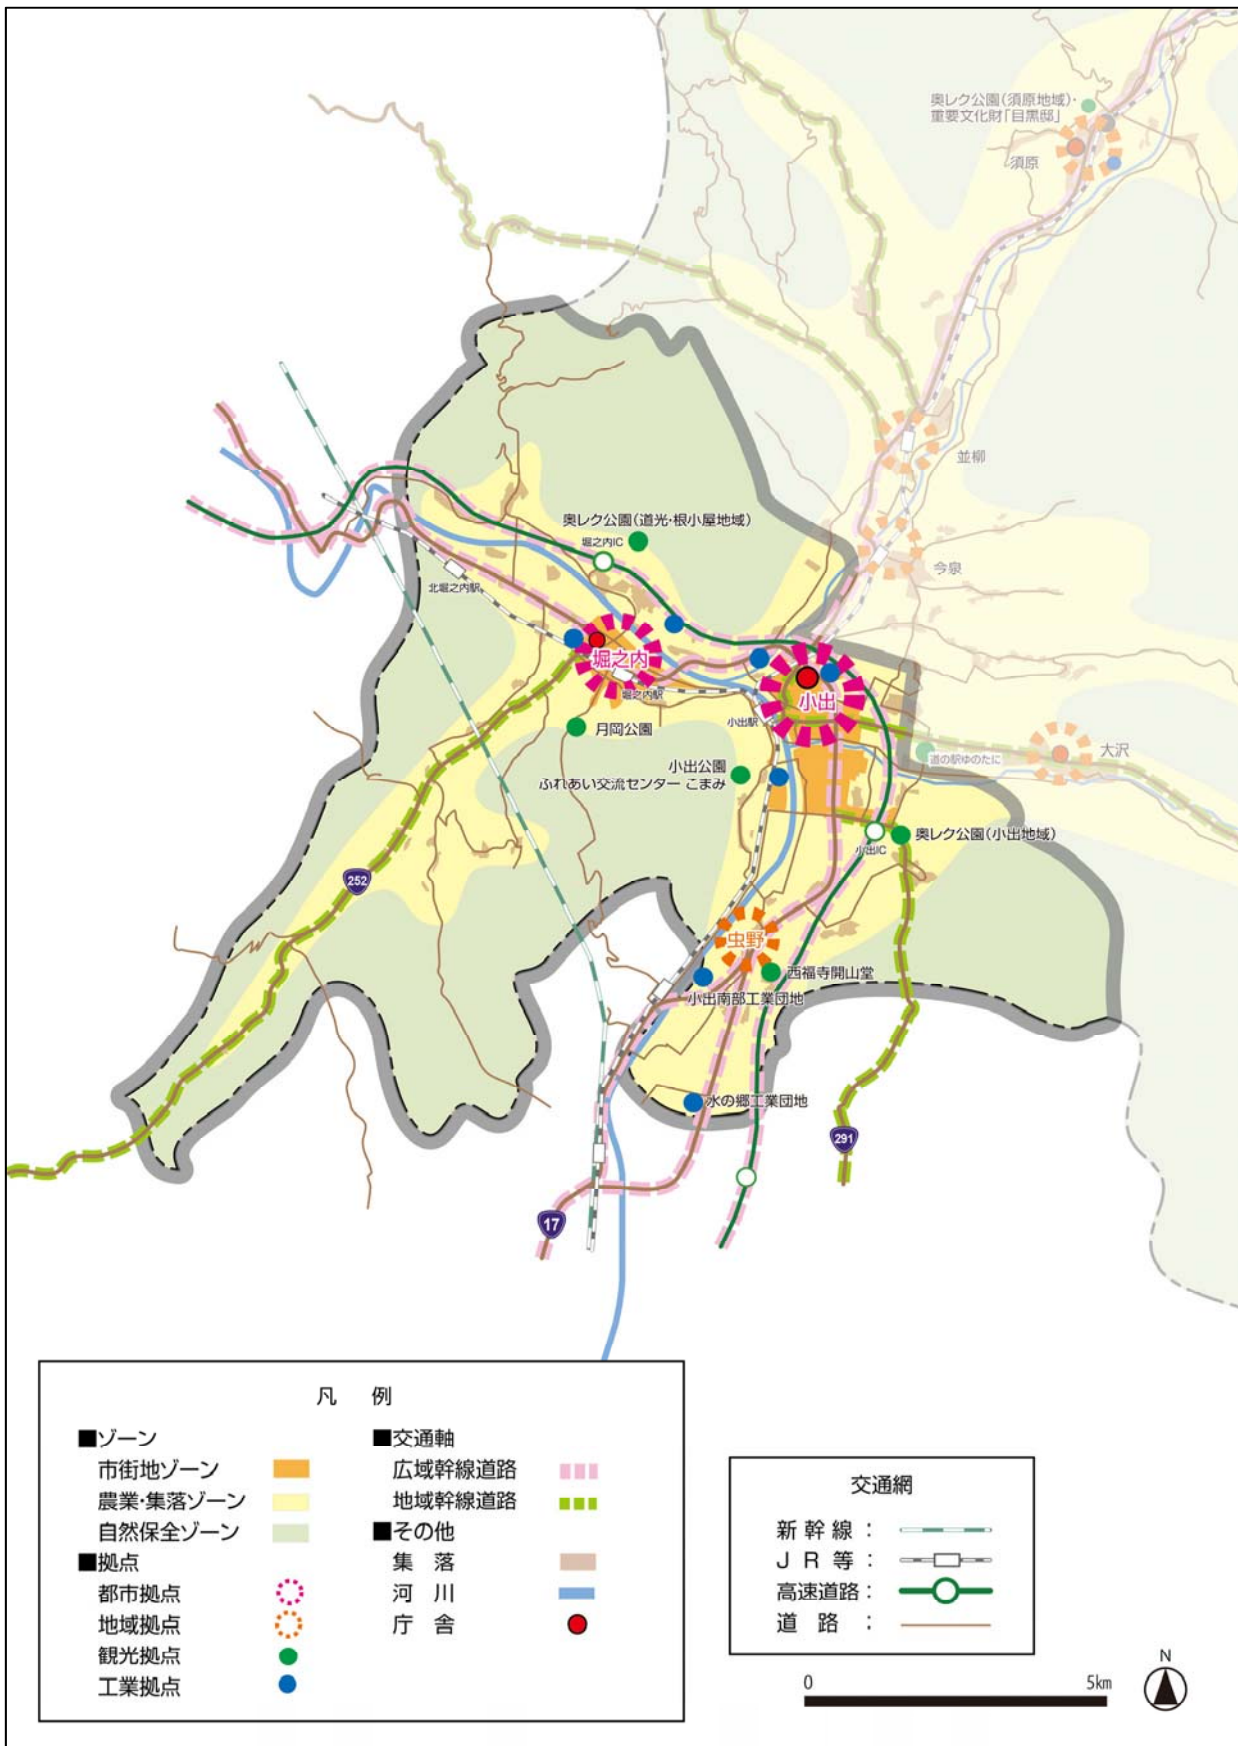 奥レク公園(須原地域)・
重要文化財「目黒邸」
須原
並柳
今泉
奥レク公園(道光・根小屋地域)
堀之内IC
北堀之内駅
堀之内
堀之内駅
小出
小出駅
大沢
道の駅ゆのたに
月岡公園
小出公園
ふれあい交流センター こまみ
奥レク公園(小出地域)
小出IC
252
虫野
西福寺開山堂
小出南部工業団地
水の郷工業団地
291
17
凡 例
■ゾーン
市街地ゾーン
農業・集落ゾーン
自然保全ゾーン
■拠点
都市拠点
地域拠点
観光拠点
工業拠点
■交通軸
広域幹線道路
地域幹線道路
■その他
集 落
河 川
庁 舎
交通網
新 幹 線 :
J R 等 :
高速道路:
道 路 :
0 5km
N